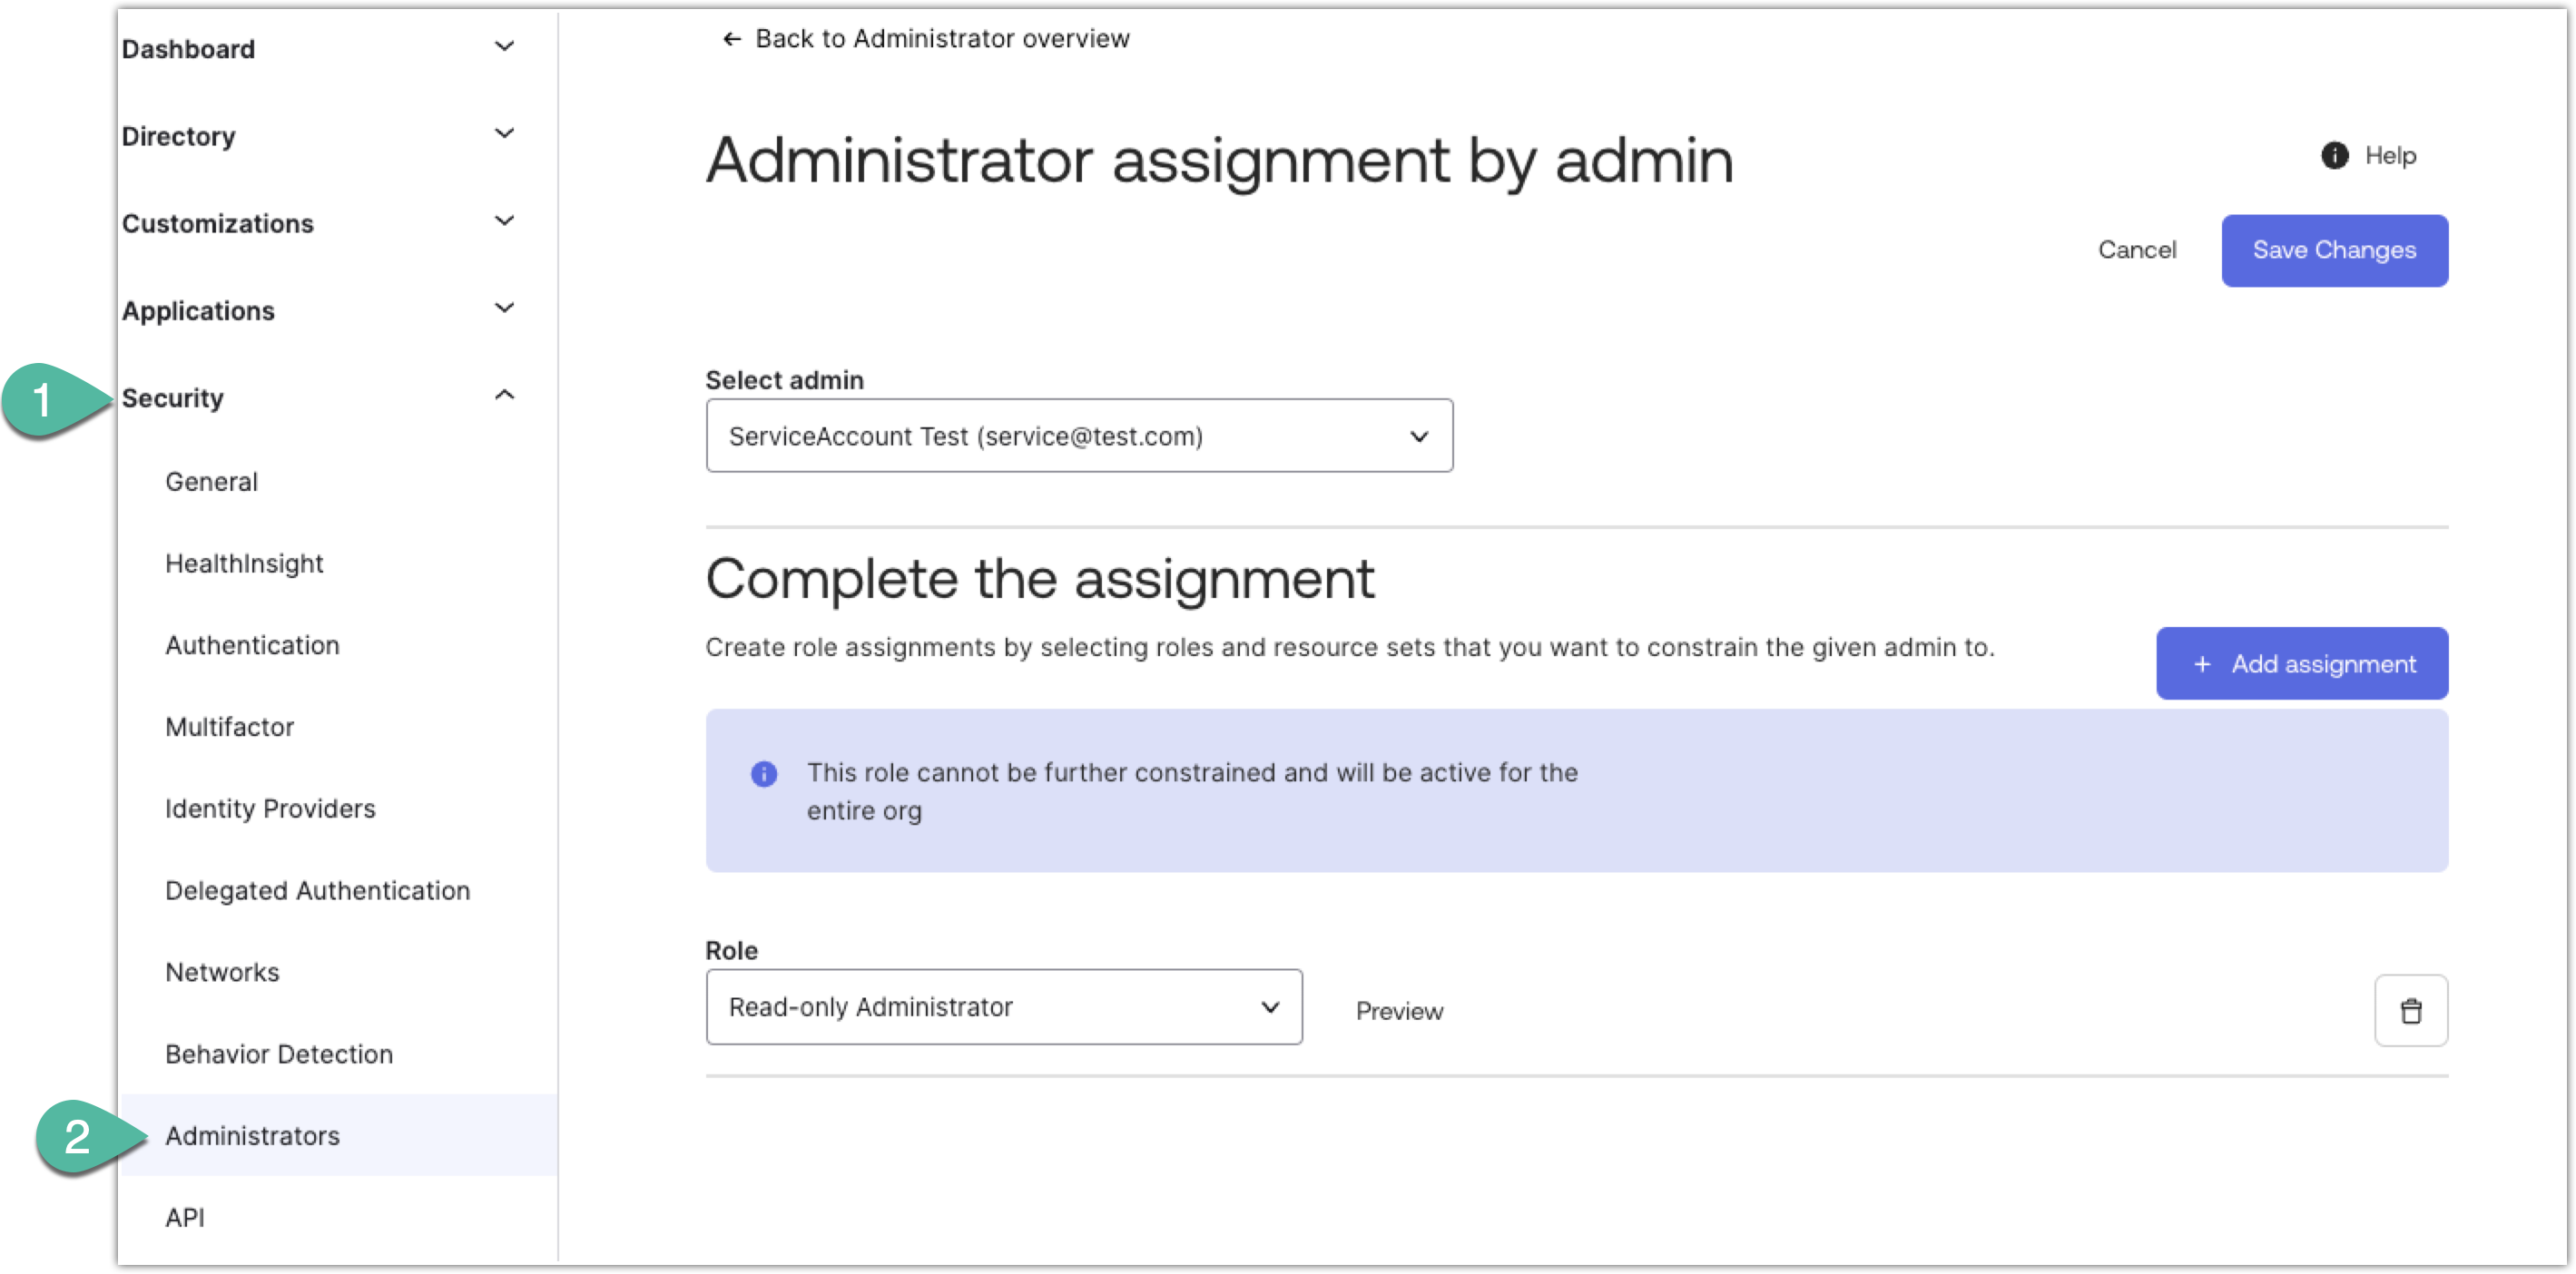 Dashboard
Directory
Customizations
Applications
1
Security
General
HealthInsight
Authentication
Multifactor
Identity Providers
Delegated Authentication
Networks
Behavior Detection
2
Administrators
API
← Back to Administrator overview
Administrator assignment by admin
Help
Cancel
Save Changes
Select admin
ServiceAccount Test (service@test.com)
Complete the assignment
Create role assignments by selecting roles and resource sets that you want to constrain the given admin to.
+ Add assignment
This role cannot be further constrained and will be active for the
entire org
Role
Read-only Administrator
Preview